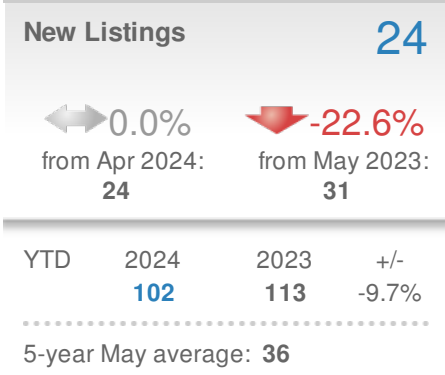 New Listings 24
0.0% -22.6%
from Apr 2024: from May 2023:
24 31
YTD 2024 2023 +/-
102 113 -9.7%
5-year May average: 36